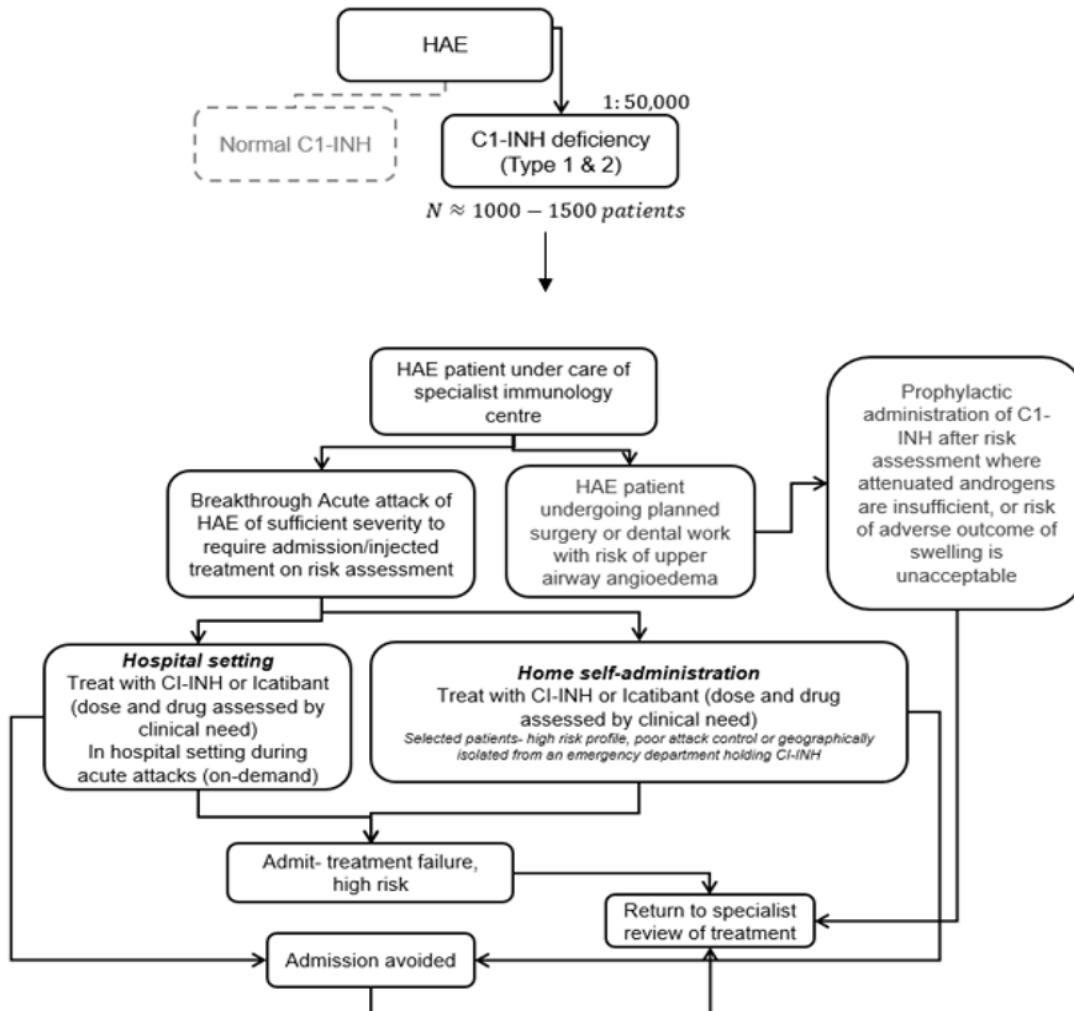 HAE
1: 50,000
Normal C1-INH
C1-INH deficiency
(Type 1 & 2)
N ≈ 1000 − 1500 patients
HAE patient under care of
specialist immunology
centre
Prophylactic
administration of C1-
INH after risk
assessment where
attenuated androgens
are insufficient, or risk
of adverse outcome of
swelling is
unacceptable
Breakthrough Acute attack of
HAE of sufficient severity to
require admission/injected
treatment on risk assessment
HAE patient
undergoing planned
surgery or dental work
with risk of upper
airway angioedema
Hospital setting
Treat with CI-INH or Icatibant
(dose and drug assessed by
clinical need)
In hospital setting during
acute attacks (on-demand)
Home self-administration
Treat with CI-INH or Icatibant (dose and drug
assessed by clinical need)
Selected patients- high risk profile, poor attack control or geographically
isolated from an emergency department holding CI-INH
Admit- treatment failure,
high risk
Return to specialist
review of treatment
Admission avoided